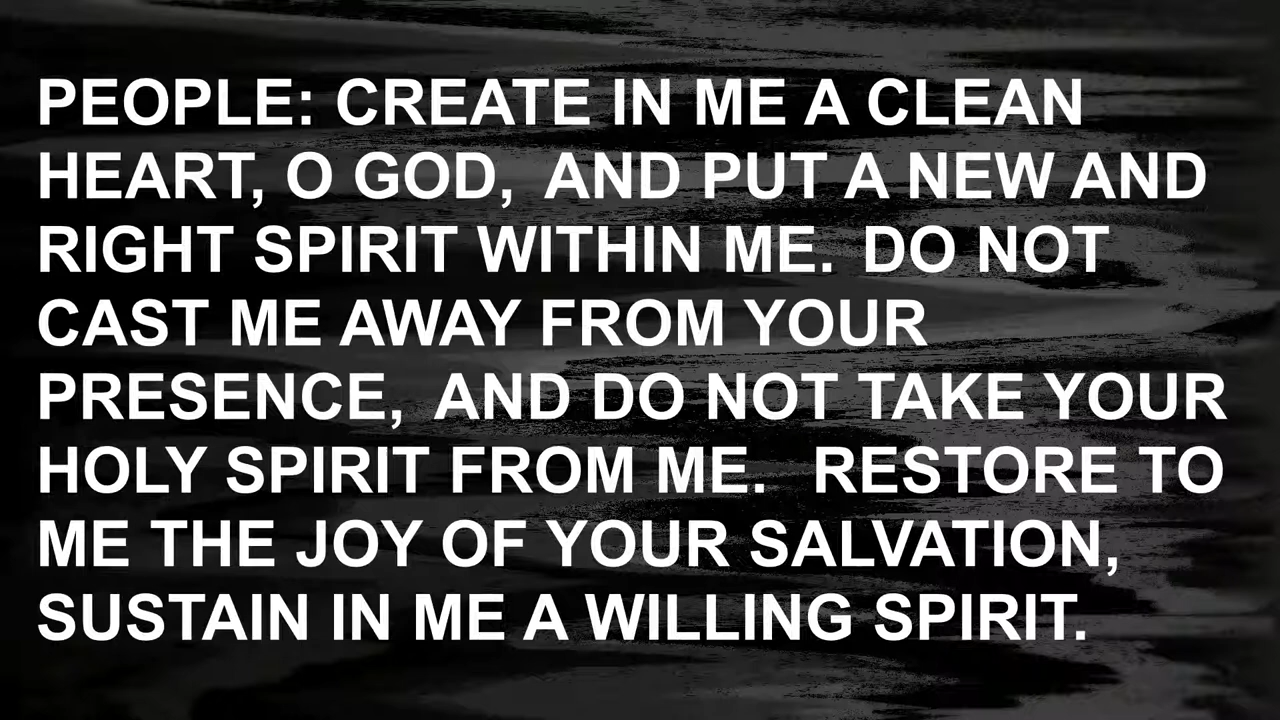 PEOPLE: CREATE IN ME A CLEAN
HEART, O GOD,  AND PUT A NEW AND
RIGHT SPIRIT WITHIN ME.  DO NOT
CAST ME AWAY FROM YOUR
PRESENCE,  AND DO NOT TAKE YOUR
HOLY SPIRIT FROM ME.   RESTORE TO
ME THE JOY OF YOUR SALVATION,
SUSTAIN IN ME A WILLING SPIRIT.